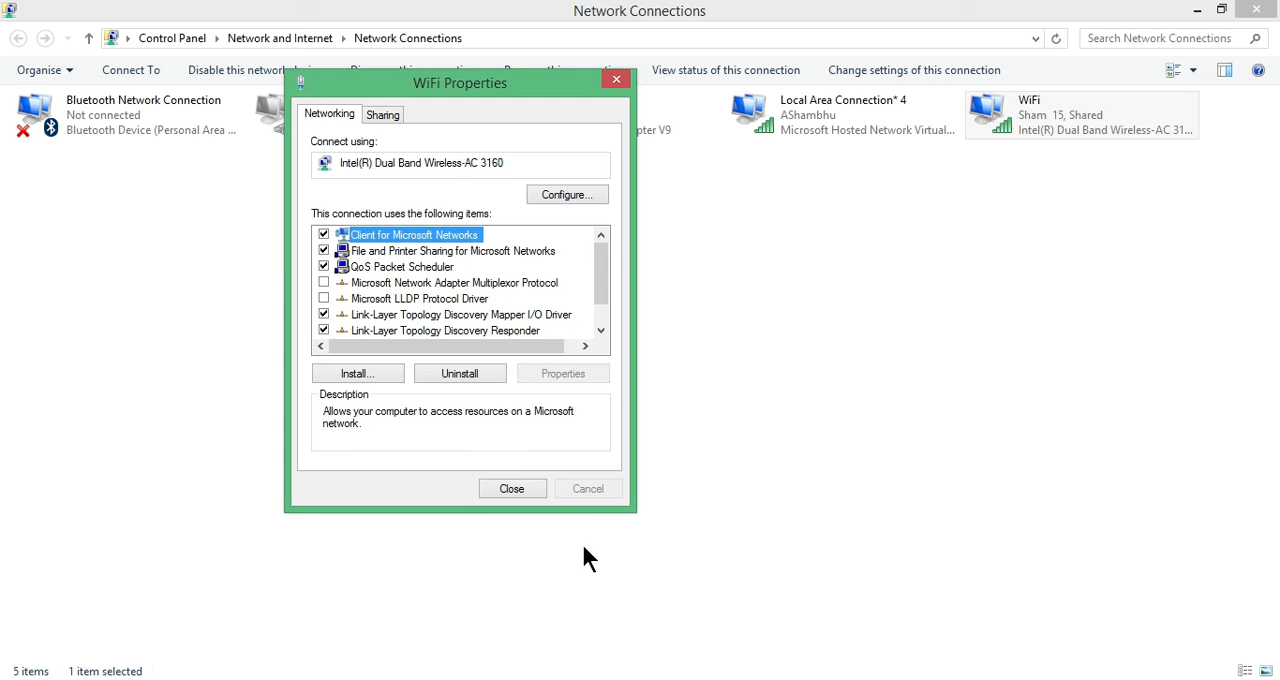 Network Connections
Control Panel Network and Internet Network Connections
Search Network Connections
Organise Connect To Disable this network View status of this connection Change settings of this connection
Bluetooth Network Connection
Not connected
Bluetooth Device (Personal Area ...
pter V9
Local Area Connection* 4
AShambhu
Microsoft Hosted Network Virtual...
WiFi
Sham 15, Shared
Intel(R) Dual Band Wireless-AC 31...
WiFi Properties
Networking Sharing
Connect using:
Intel(R) Dual Band Wireless-AC 3160
Configure...
This connection uses the following items:
Client for Microsoft Networks
File and Printer Sharing for Microsoft Networks
QoS Packet Scheduler
Microsoft Network Adapter Multiplexor Protocol
Microsoft LLDP Protocol Driver
Link-Layer Topology Discovery Mapper I/O Driver
Link-Layer Topology Discovery Responder
Install... Uninstall Properties
Description
Allows your computer to access resources on a Microsoft
network.
Close Cancel
5 items 1 item selected